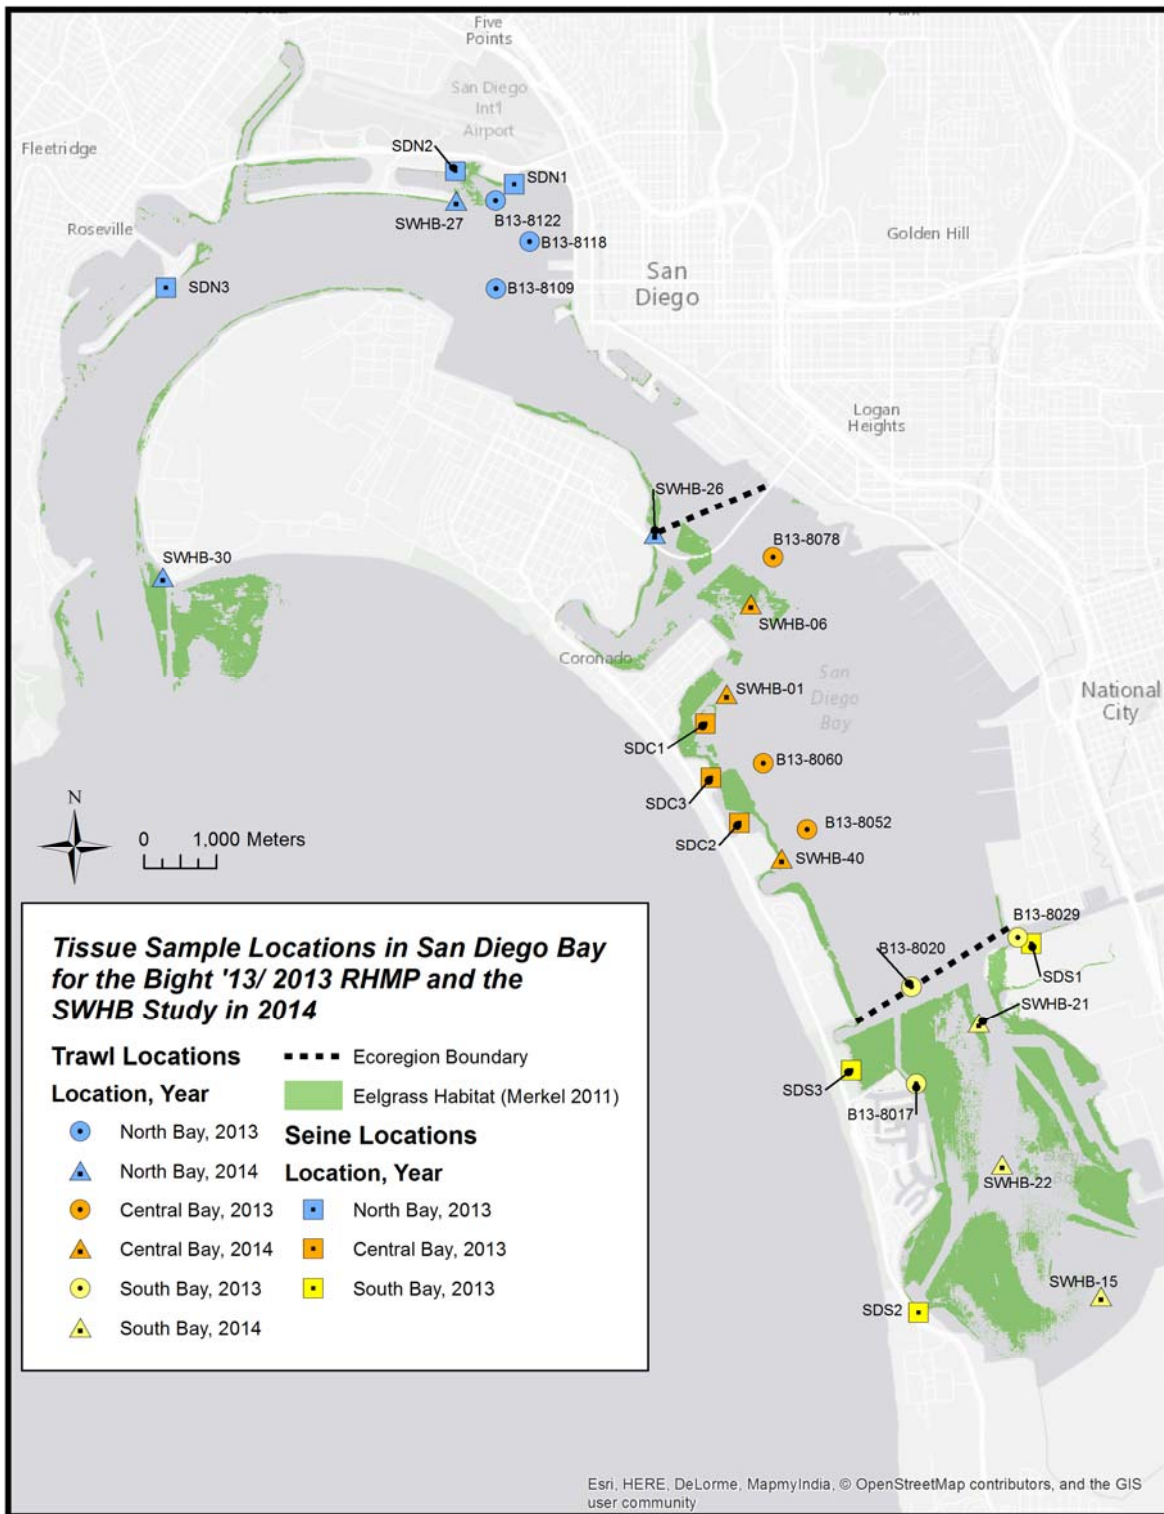 Five
Points
Park
San Diego
Int'l
Airport
Fleetridge
SDN2
SDN1
SWHB-27
B13-8122
B13-8118
Roseville
Golden Hill
San
Diego
SDN3
B13-8109
Logan
Heights
SWHB-26
B13-8078
SWHB-30
SWHB-06
Coronado
San
Diego
Bay
SWHB-01
National
City
SDC1
B13-8060
SDC3
N
0 1,000 Meters
B13-8052
SDC2
SWHB-40
B13-8029
B13-8020
SDS1
SWHB-21
SDS3
B13-8017
SWHB-22
SWHB-15
SDS2
Tissue Sample Locations in San Diego Bay
for the Bight '13/ 2013 RHMP and the
SWHB Study in 2014
Trawl Locations
Location, Year
North Bay, 2013
North Bay, 2014
Central Bay, 2013
Central Bay, 2014
South Bay, 2013
South Bay, 2014
Ecoregion Boundary
Eelgrass Habitat (Merkel 2011)
Seine Locations
Location, Year
North Bay, 2013
Central Bay, 2013
South Bay, 2013
Esri, HERE, DeLorme, MapmyIndia, © OpenStreetMap contributors, and the GIS
user community